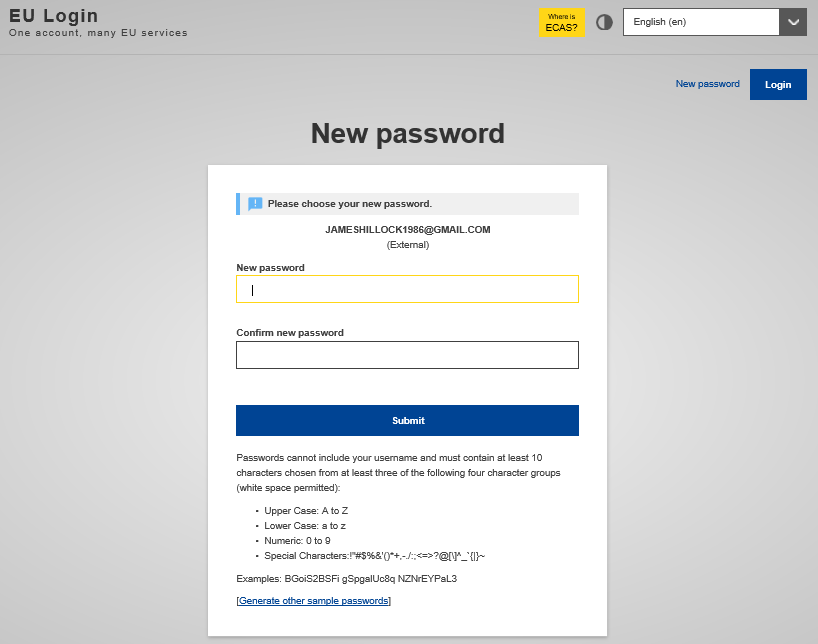 EU Login
One account, many EU services
Where is
ECAS?
English (en)
New password
Login
New password
Please choose your new password.
JAMESHILLOCK1986@GMAIL.COM
(External)
New password
Confirm new password
Submit
Passwords cannot include your username and must contain at least 10
characters chosen from at least three of the following four character groups
(white space permitted):
• Upper Case: A to Z
• Lower Case: a to z
• Numeric: 0 to 9
• Special Characters:!"#$%&'()*+,-./:;<=>?@[\]^_`{|}~
Examples: BGoiS2BSFi gSpgalUc8q NZNrEYPaL3
[Generate other sample passwords]